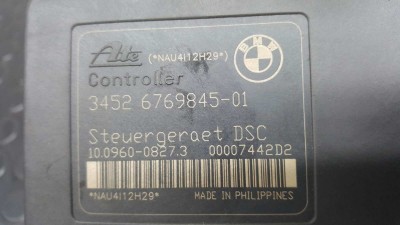 Ate (*NAU4I12H29*) BMW
Controller
3452 6769845-01
Steuergeraet DSC
10.0960-0827.3 00007442D2
*NAU4I12H29* MADE IN PHILIPPINES